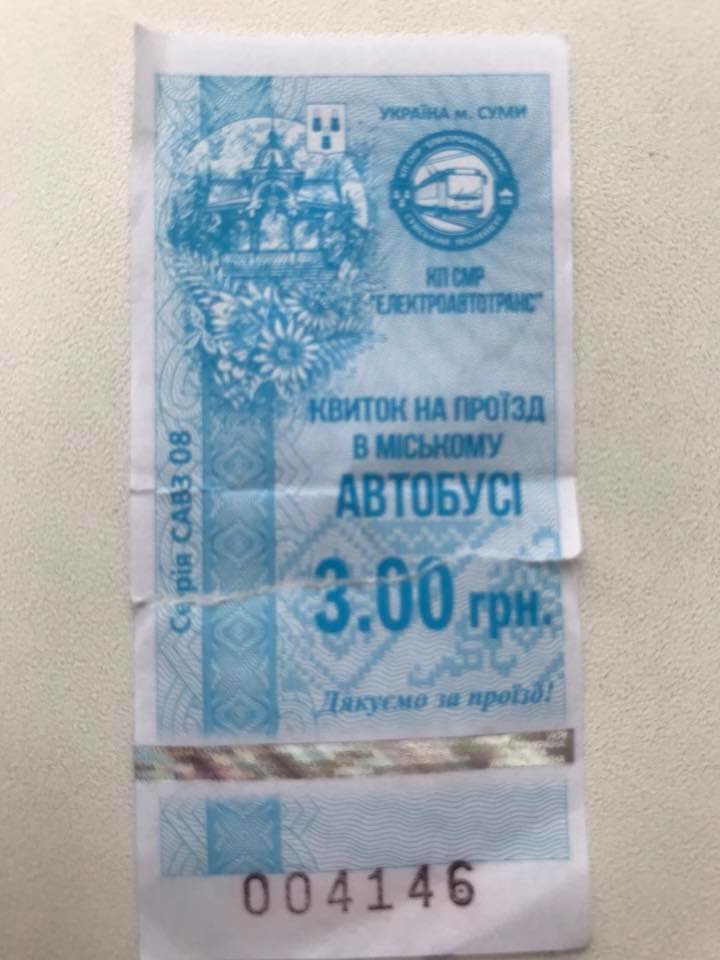 УКРАЇНА м. СУМИ
КП СМР
"ЕЛЕКТРОАВТОТРАНС"
КВИТОК НА ПРОЇЗД
В МІСЬКОМУ
АВТОБУСІ
3.00 грн.
Дякуємо за проїзд!
Серія САВЗ 08
004146